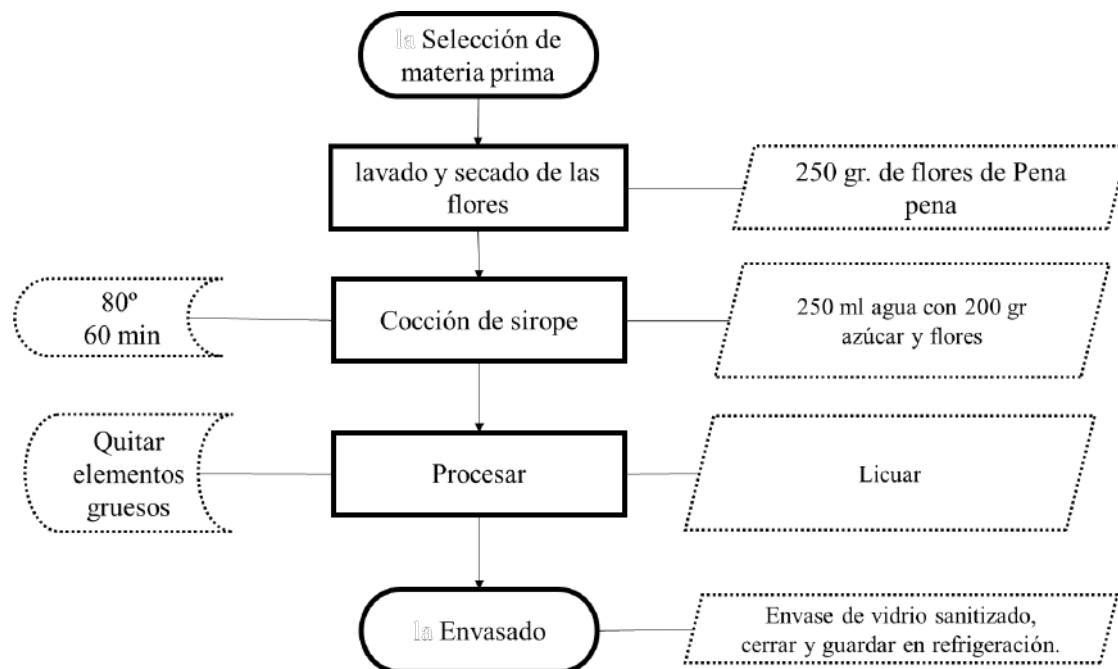 la Selección de
materia prima
lavado y secado de las
flores
250 gr. de flores de Pena
pena
80º
60 min
Cocción de sirope
250 ml agua con 200 gr
azúcar y flores
Quitar
elementos
gruesos
Procesar
Licuar
la Envasado
Envase de vidrio sanitizado,
cerrar y guardar en refrigeración.